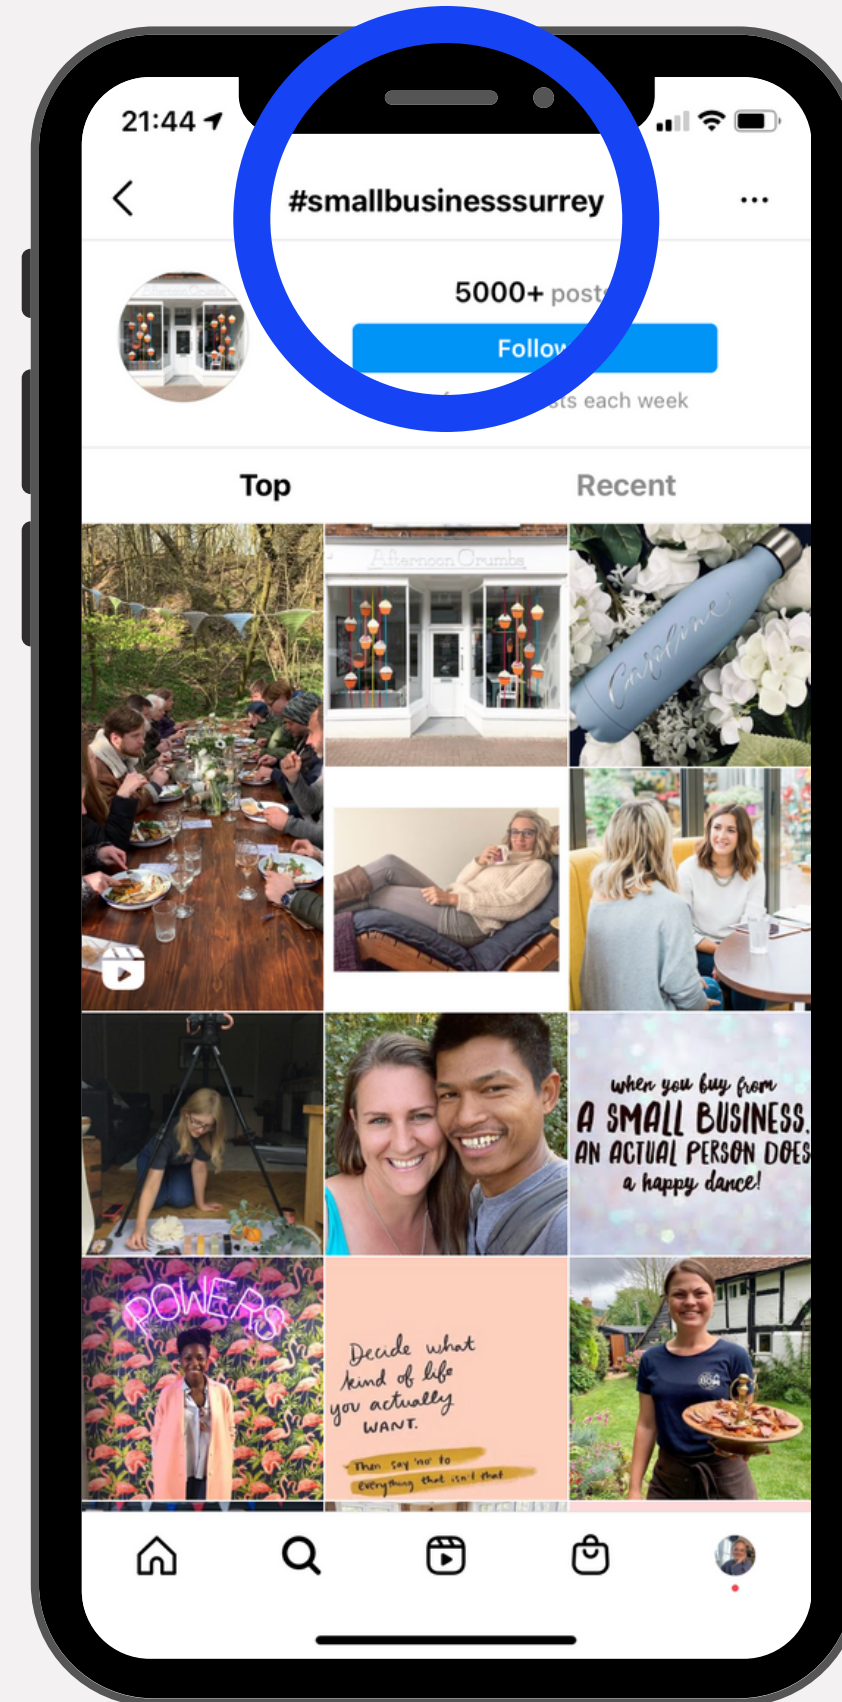 21:44
#smallbusinesssurrey
5000+ posts
Follow
each week
Top
Recent
Afternoon Crumbs
Caroline
when you buy from
A SMALL BUSINESS,
AN ACTUAL PERSON DOES
a happy dance!
POWERS
Decide what
kind of life
you actually
WANT.
Then say 'no' to
everything that isn't that